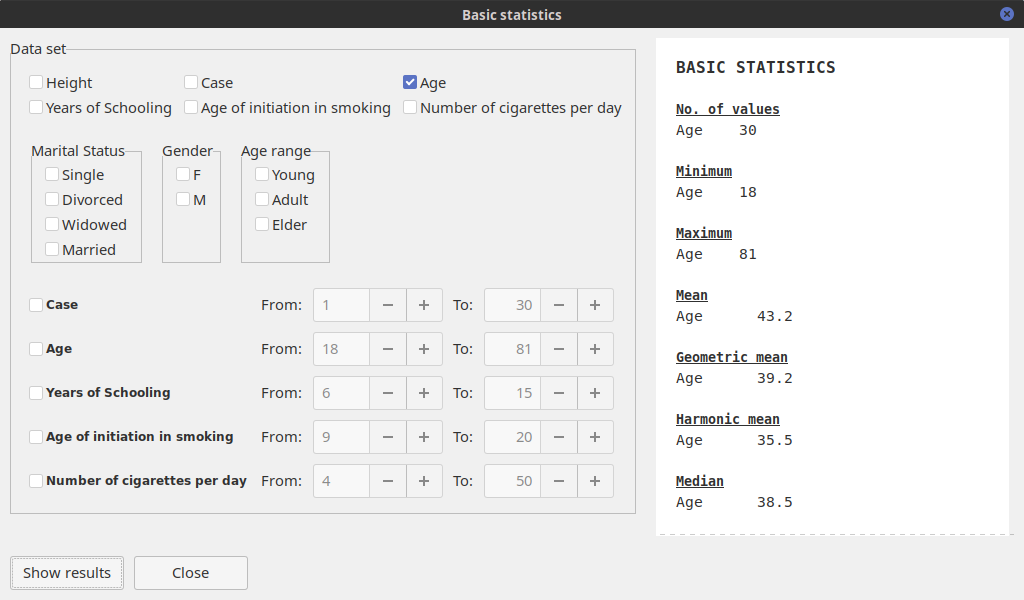 Basic statistics
Data set
Height Case Age
Years of Schooling Age of initiation in smoking Number of cigarettes per day
Marital Status Gender Age range
Single F Young
Divorced M Adult
Widowed Elder
Married
Case From: 1 − + To: 30 − +
Age From: 18 − + To: 81 − +
Years of Schooling From: 6 − + To: 15 − +
Age of initiation in smoking From: 9 − + To: 20 − +
Number of cigarettes per day From: 4 − + To: 50 − +
Show results Close
BASIC STATISTICS
No. of values
Age 30
Minimum
Age 18
Maximum
Age 81
Mean
Age 43.2
Geometric mean
Age 39.2
Harmonic mean
Age 35.5
Median
Age 38.5